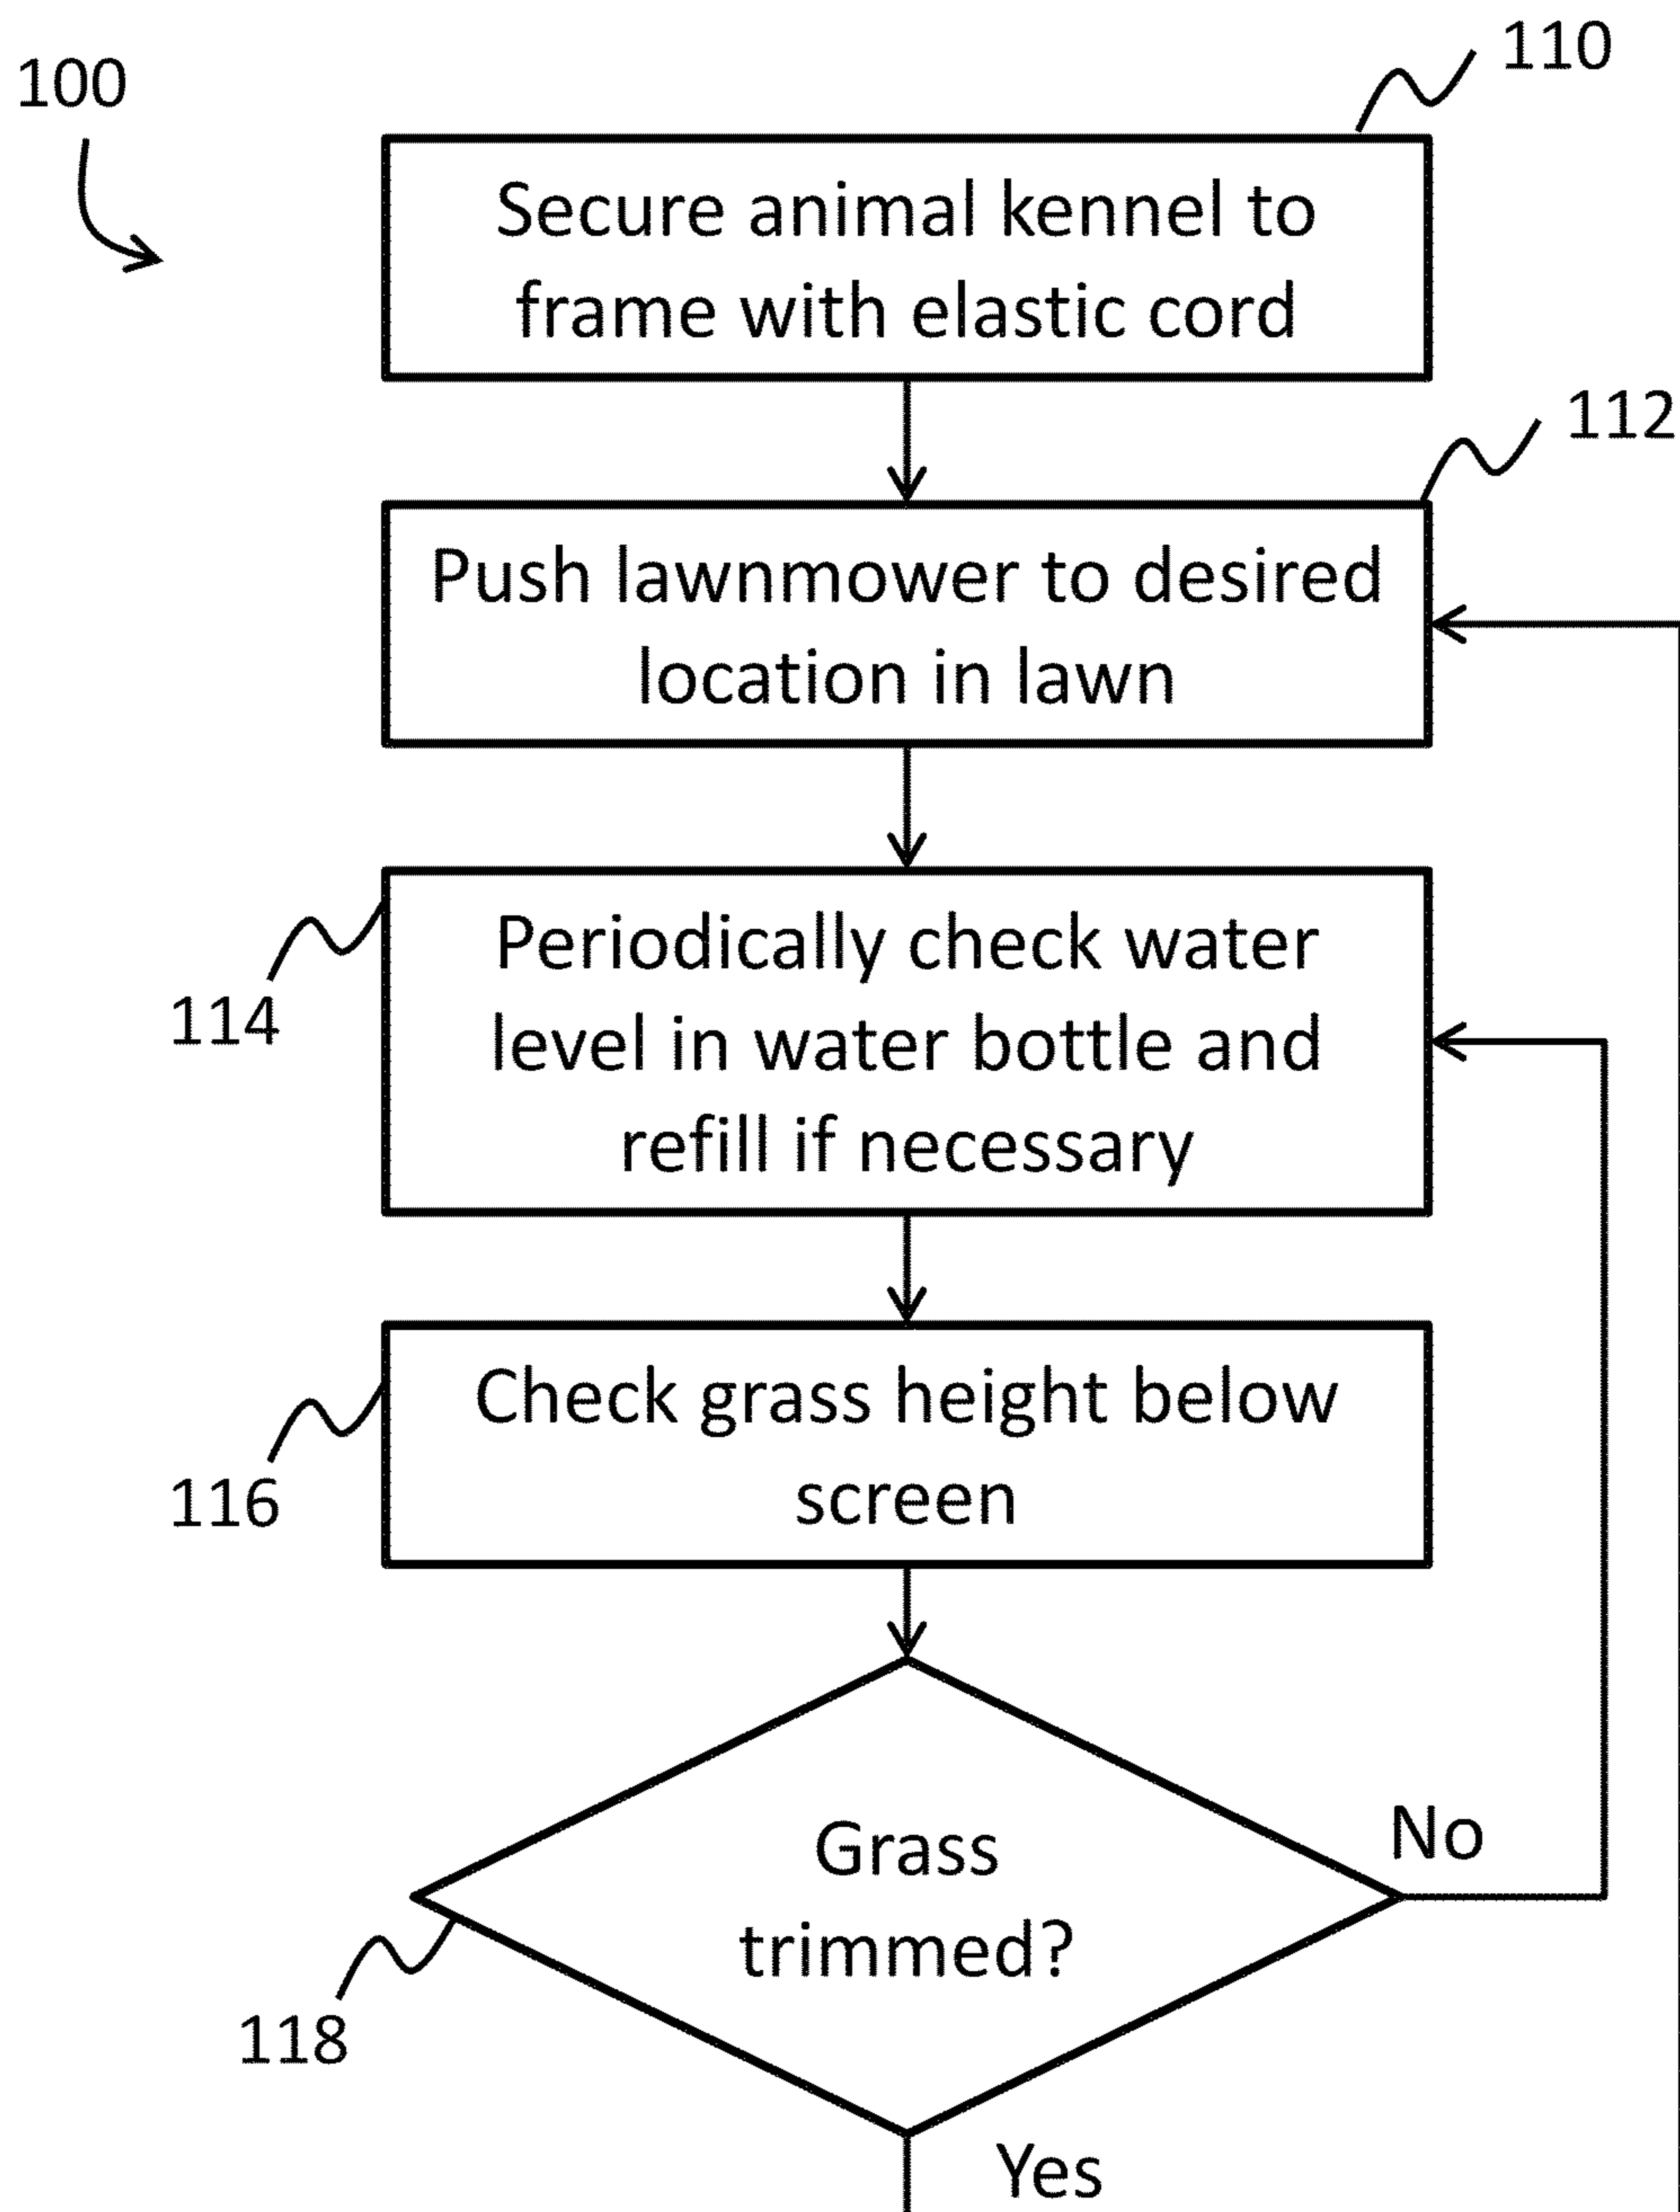 100
110
Secure animal kennel to
frame with elastic cord
112
Push lawnmower to desired
location in lawn
114
Periodically check water
level in water bottle and
refill if necessary
116
Check grass height below
screen
118
Grass
trimmed?
No
Yes